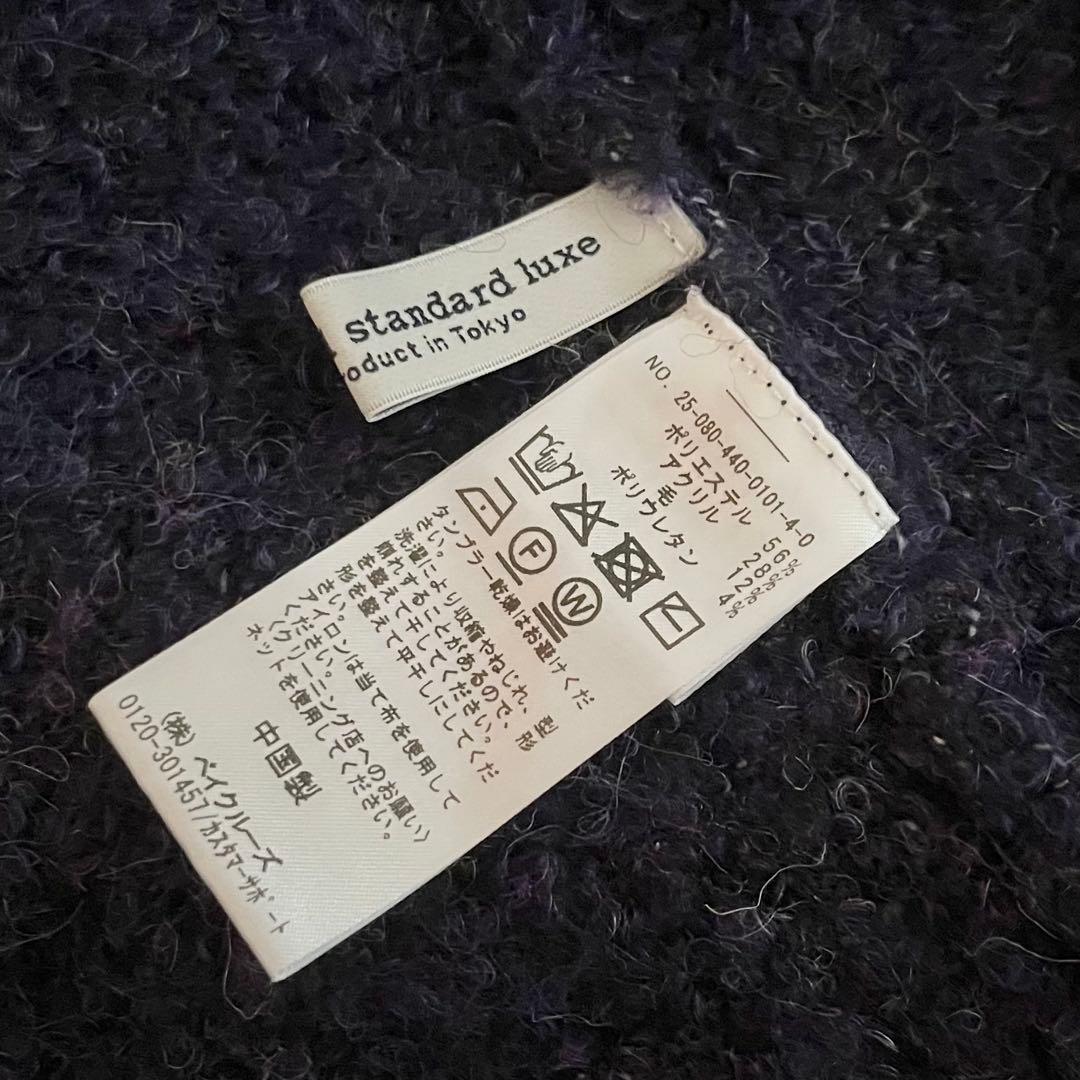 standard luxe
oduct in Tokyo
NO. 25-080-440-0101-4-0
ポリエステル 56%
アクリル 28%
毛 12%
ポリウレタン 4%
F
W
タンブラー乾燥はお避けくだ
さい。
洗濯により収縮やねじれ、型
崩れすることがあるので、形
を整えて干してください。
形を整えて平干しにしてくだ
さい。
アイロンは当て布を使用して
ください。
〈クリーニング店へのお願い〉
ネットを使用してください。
中国製
(株)ベイクルーズ
0120-301457/カスタマーサポート